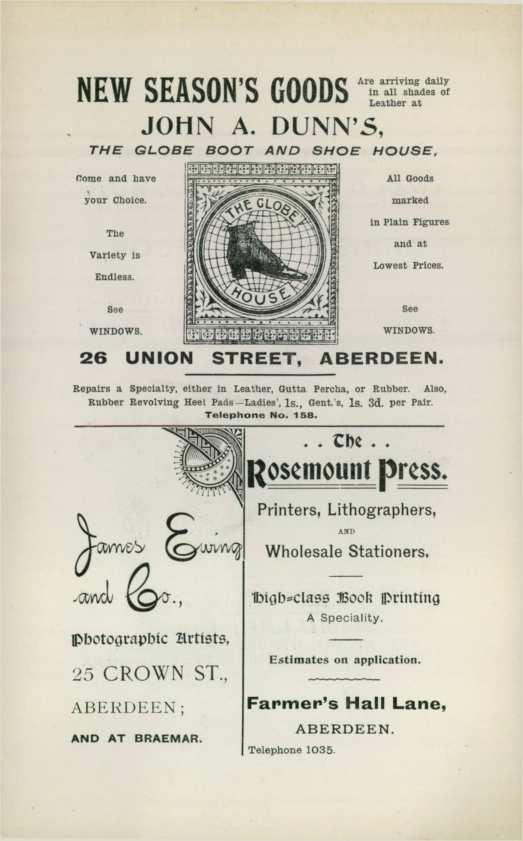 NEW SEASON'S GOODS
Are arriving daily
in all shades of
Leather at
JOHN A. DUNN'S,
THE GLOBE BOOT AND SHOE HOUSE,
Come and have
your Choice.
The
Variety is
Endless.
See
WINDOWS.
THE GLOBE
HOUSE
All Goods
marked
in Plain Figures
and at
Lowest Prices.
See
WINDOWS.
26 UNION STREET, ABERDEEN.
Repairs a Specialty, either in Leather, Gutta Percha, or Rubber. Also,
Rubber Revolving Heel Pads—Ladies', 1s., Gent.'s, 1s. 3d. per Pair.
Telephone No. 158.
James Ewing
and Co.,
Photographic Artists,
25 CROWN ST.,
ABERDEEN;
AND AT BRAEMAR.
. . The . .
Rosemount Press.
Printers, Lithographers,
AND
Wholesale Stationers.
High=class Book Printing
A Speciality.
Estimates on application.
Farmer's Hall Lane,
ABERDEEN.
Telephone 1035.